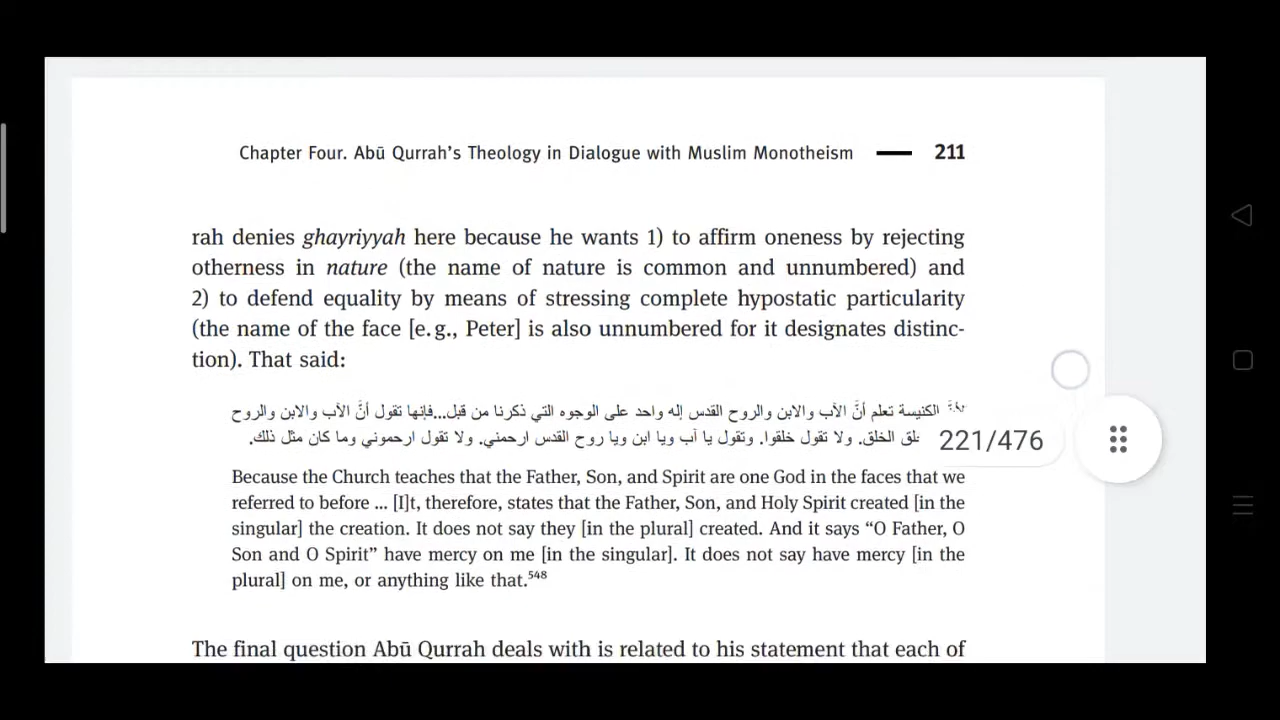 Chapter Four. Abū Qurrah's Theology in Dialogue with Muslim Monotheism — 211
rah denies ghayriyyah here because he wants 1) to affirm oneness by rejecting
otherness in nature (the name of nature is common and unnumbered) and
2) to defend equality by means of stressing complete hypostatic particularity
(the name of the face [e.g., Peter] is also unnumbered for it designates distinc-
tion). That said:
الكنيسة تعلم أنَّ الآب والابن والروح القدس إله واحد على الوجوه التي ذكرنا من قبل...فإنها تقول أنَّ الآب والابن والروح
الخلق. ولا تقول خلقوا. وتقول يا آب ويا ابن ويا روح القدس ارحمني. ولا تقول ارحموني وما كان مثل ذلك.
221/476
Because the Church teaches that the Father, Son, and Spirit are one God in the faces that we
referred to before ... [I]t, therefore, states that the Father, Son, and Holy Spirit created [in the
singular] the creation. It does not say they [in the plural] created. And it says “O Father, O
Son and O Spirit” have mercy on me [in the singular]. It does not say have mercy [in the
plural] on me, or anything like that.548
The final question Abū Qurrah deals with is related to his statement that each of